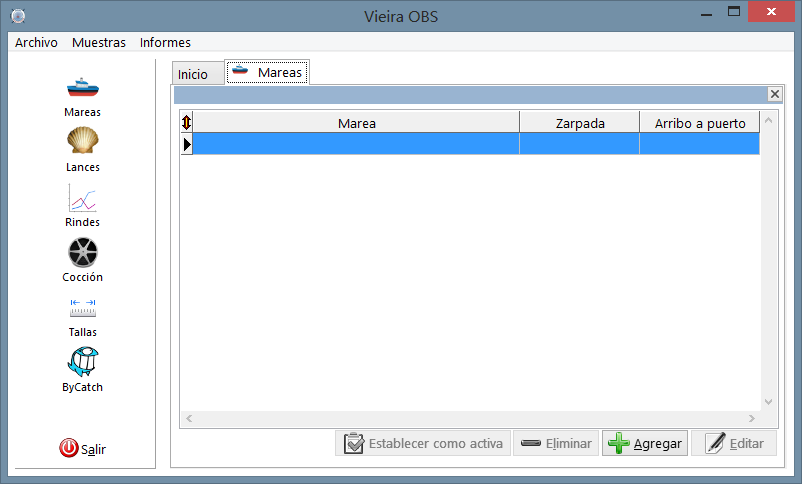 Vieira OBS
Archivo Muestras Informes
Mareas
Lances
Rindes
Cocción
Tallas
ByCatch
Salir
Inicio Mareas
Marea Zarpada Arribo a puerto
Establecer como activa Eliminar Agregar Editar